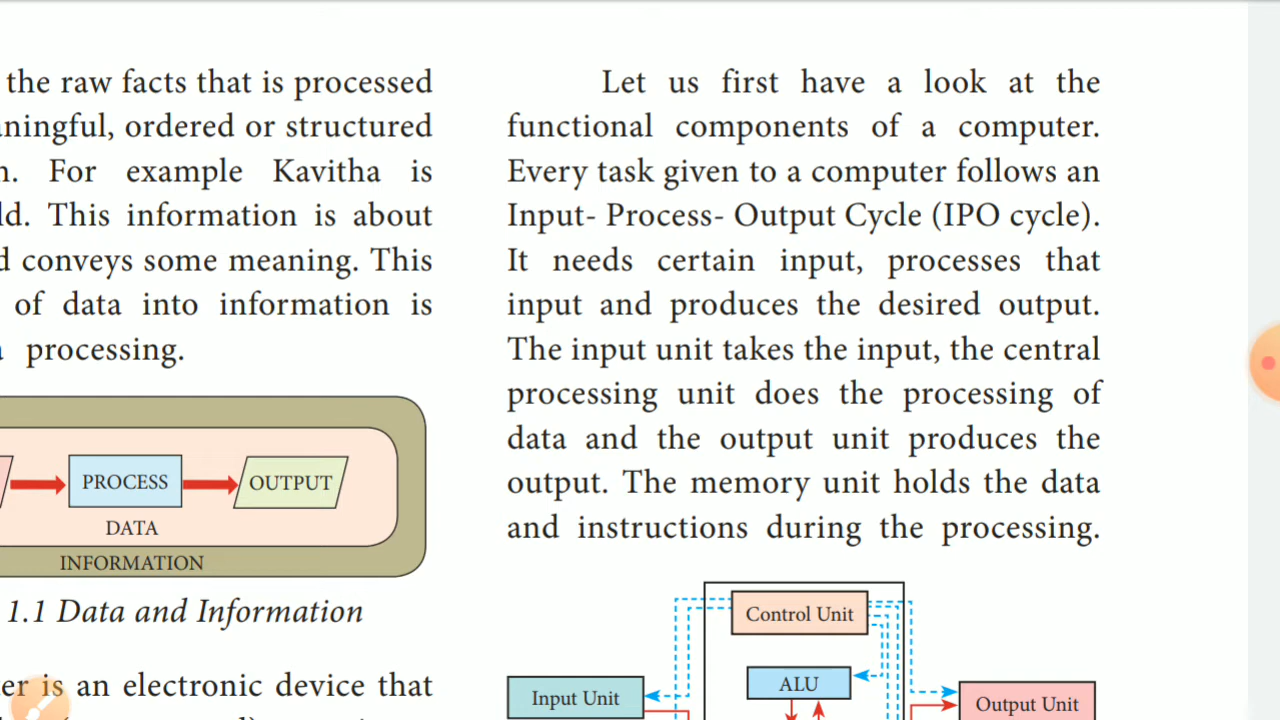 the raw facts that is processed
ordered or structured
For example Kavitha is
This information is about
conveys some meaning. This
of data into information is
processing.
PROCESS
OUTPUT
DATA
INFORMATION
1.1 Data and Information
is an electronic device that
Let us first have a look at the
functional components of a computer.
Every task given to a computer follows an
Input- Process- Output Cycle (IPO cycle).
It needs certain input, processes that
input and produces the desired output.
The input unit takes the input, the central
processing unit does the processing of
data and the output unit produces the
output. The memory unit holds the data
and instructions during the processing.
Control Unit
ALU
Input Unit
Output Unit